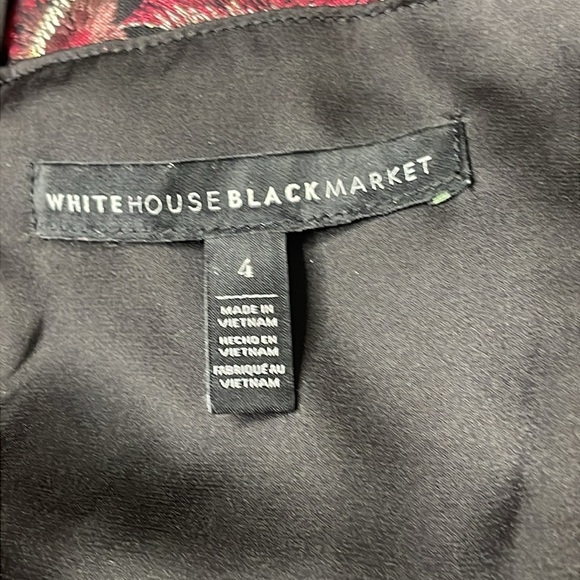 WHITEHOUSEBLACKMARKET
4
MADE IN
VIETNAM
HECHO EN
VIETNAM
FABRIQUÉ AU
VIETNAM